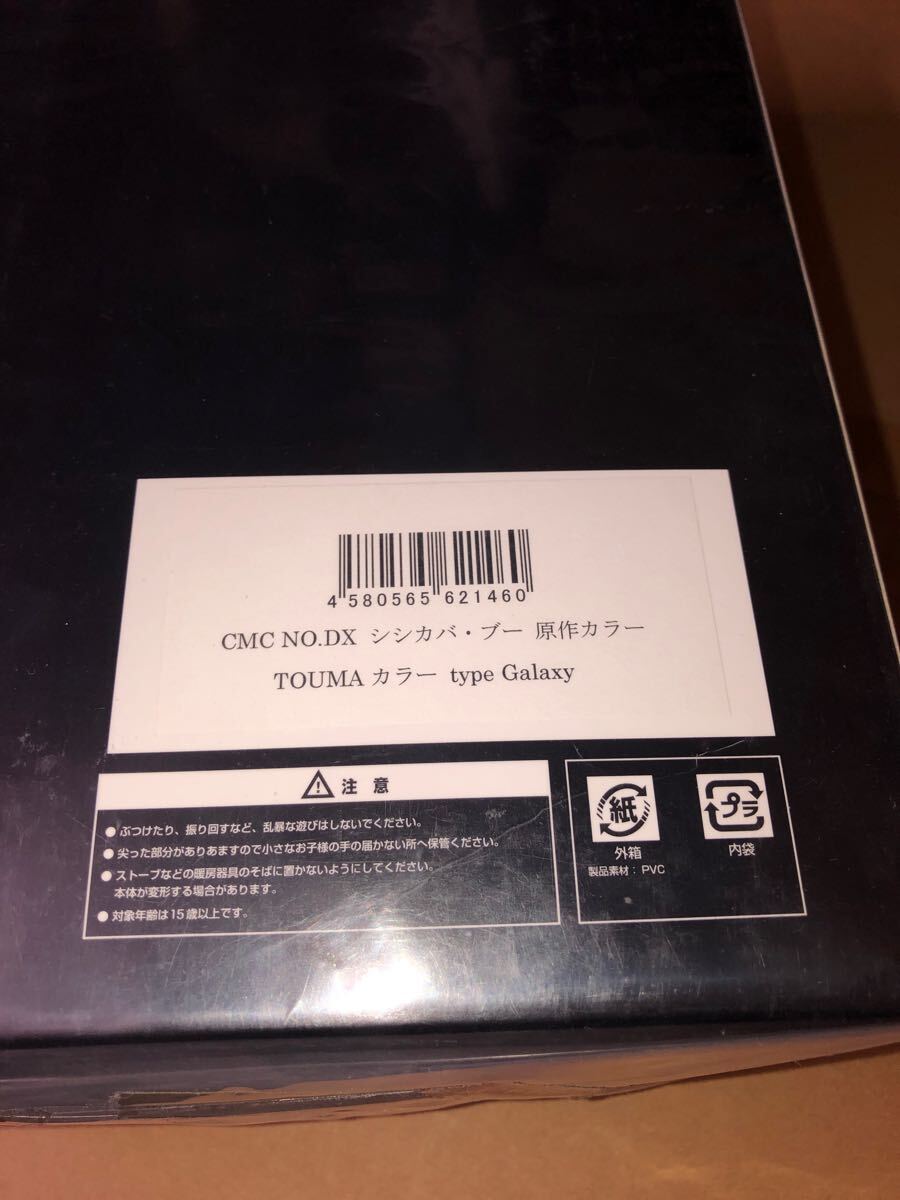 4 580565 621460
CMC NO.DX シシカバ・ブー 原作カラー
TOUMA カラー type Galaxy
注 意
● ぶつけたり、振り回すなど、乱暴な遊びはしないでください。
● 尖った部分がありあますので小さなお子様の手の届かない所へ保管ください。
● ストーブなどの暖房器具のそばに置かないようにしてください。
本体が変形する場合があります。
● 対象年齢は15歳以上です。
紙
外箱
プラ
内袋
製品素材：PVC